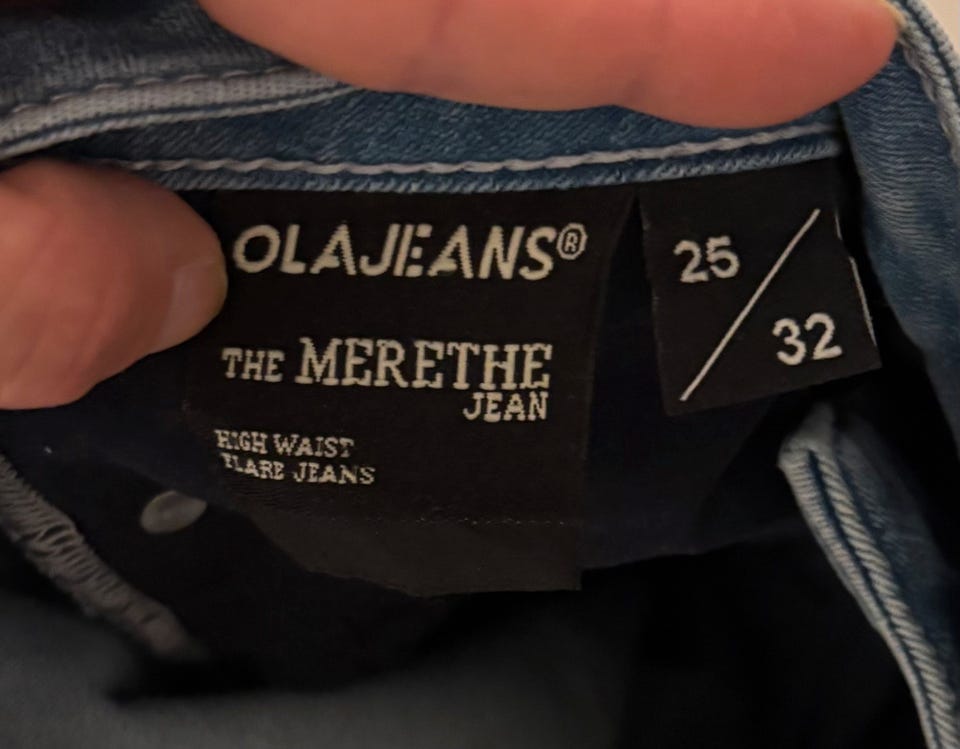 OLAJEANS®
THE MERETHE
JEAN
HIGH WAIST
FLARE JEANS
25/32